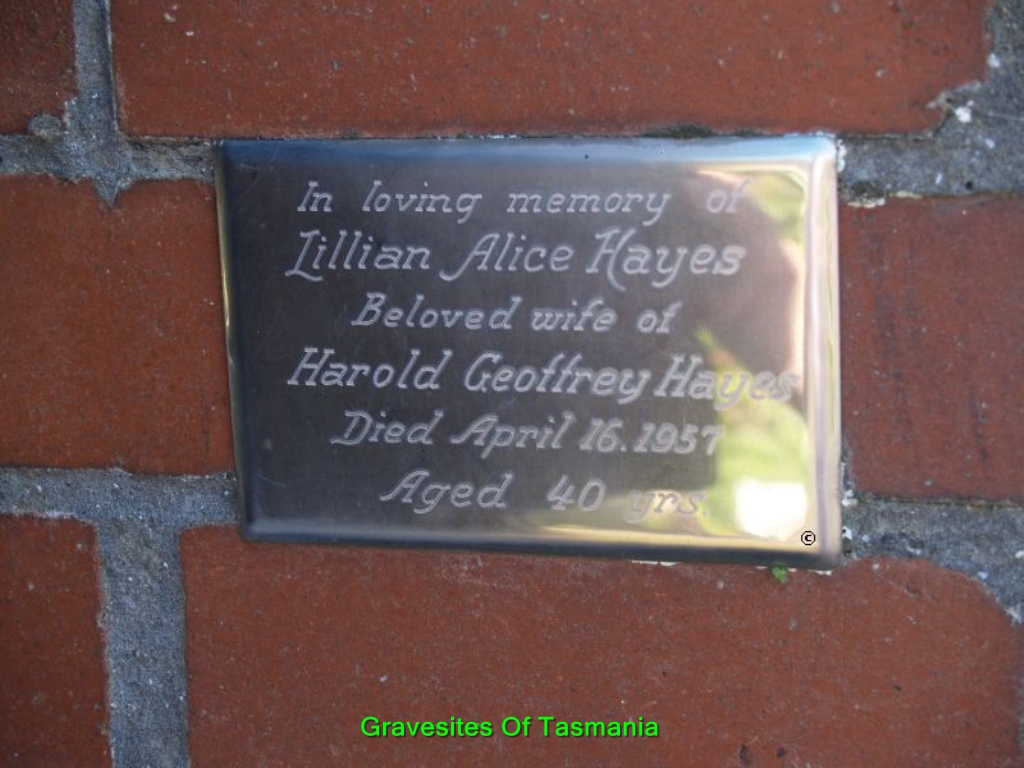 In loving memory of
Lillian Alice Hayes
Beloved wife of
Harold Geoffrey Hayes
Died April 16.1957
Aged 40 yrs.
©
Gravesites Of Tasmania